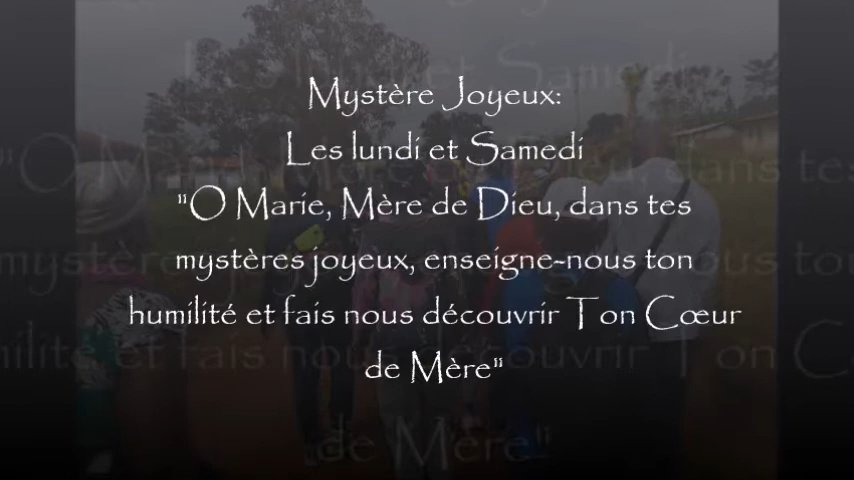 Mystère Joyeux:
Les lundi et Samedi
"O Marie, Mère de Dieu, dans tes
mystères joyeux, enseigne-nous ton
humilité et fais nous découvrir Ton Cœur
de Mère"